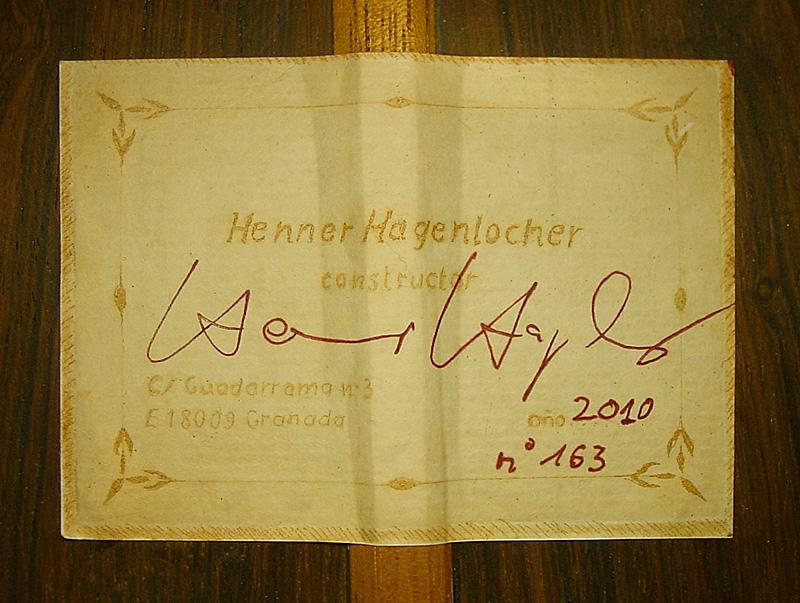 Henner Hagenlocher
constructor
C/ Guadarrama nº3
E 18009 Granada
año 2010
nº 163